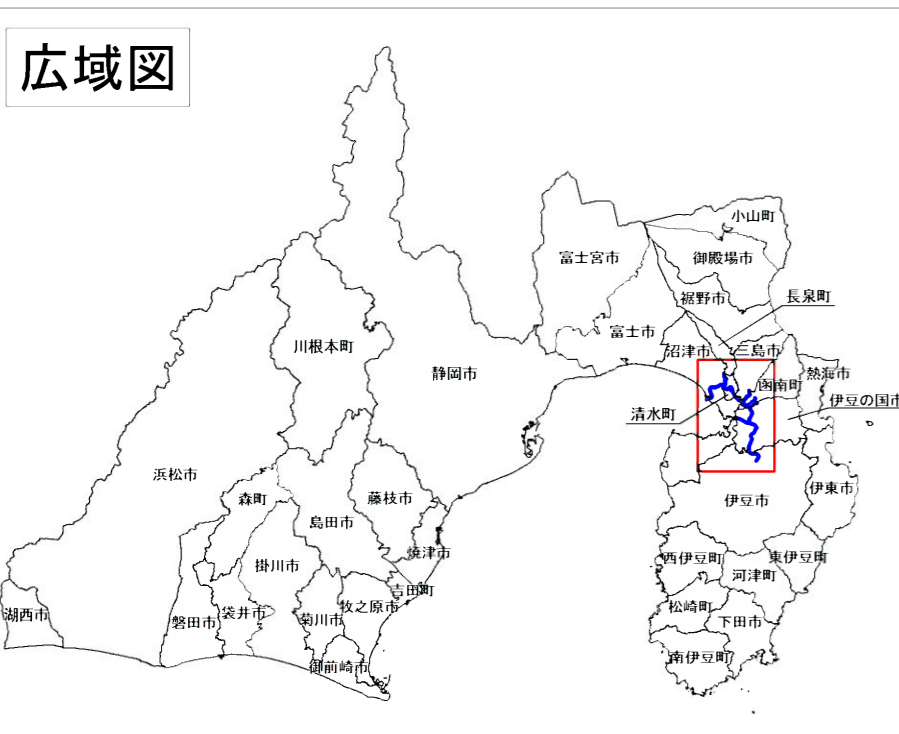 広域図
小山町
御殿場市
富士宮市
裾野市
長泉町
富士市
沼津市
三島市
川根本町
静岡市
熱海市
函南町
伊豆の国市
清水町
浜松市
伊豆市
伊東市
森町
藤枝市
島田市
焼津市
掛川市
西伊豆町
東伊豆町
河津町
吉田町
牧之原市
松崎町
湖西市
磐田市
袋井市
菊川市
下田市
御前崎市
南伊豆町